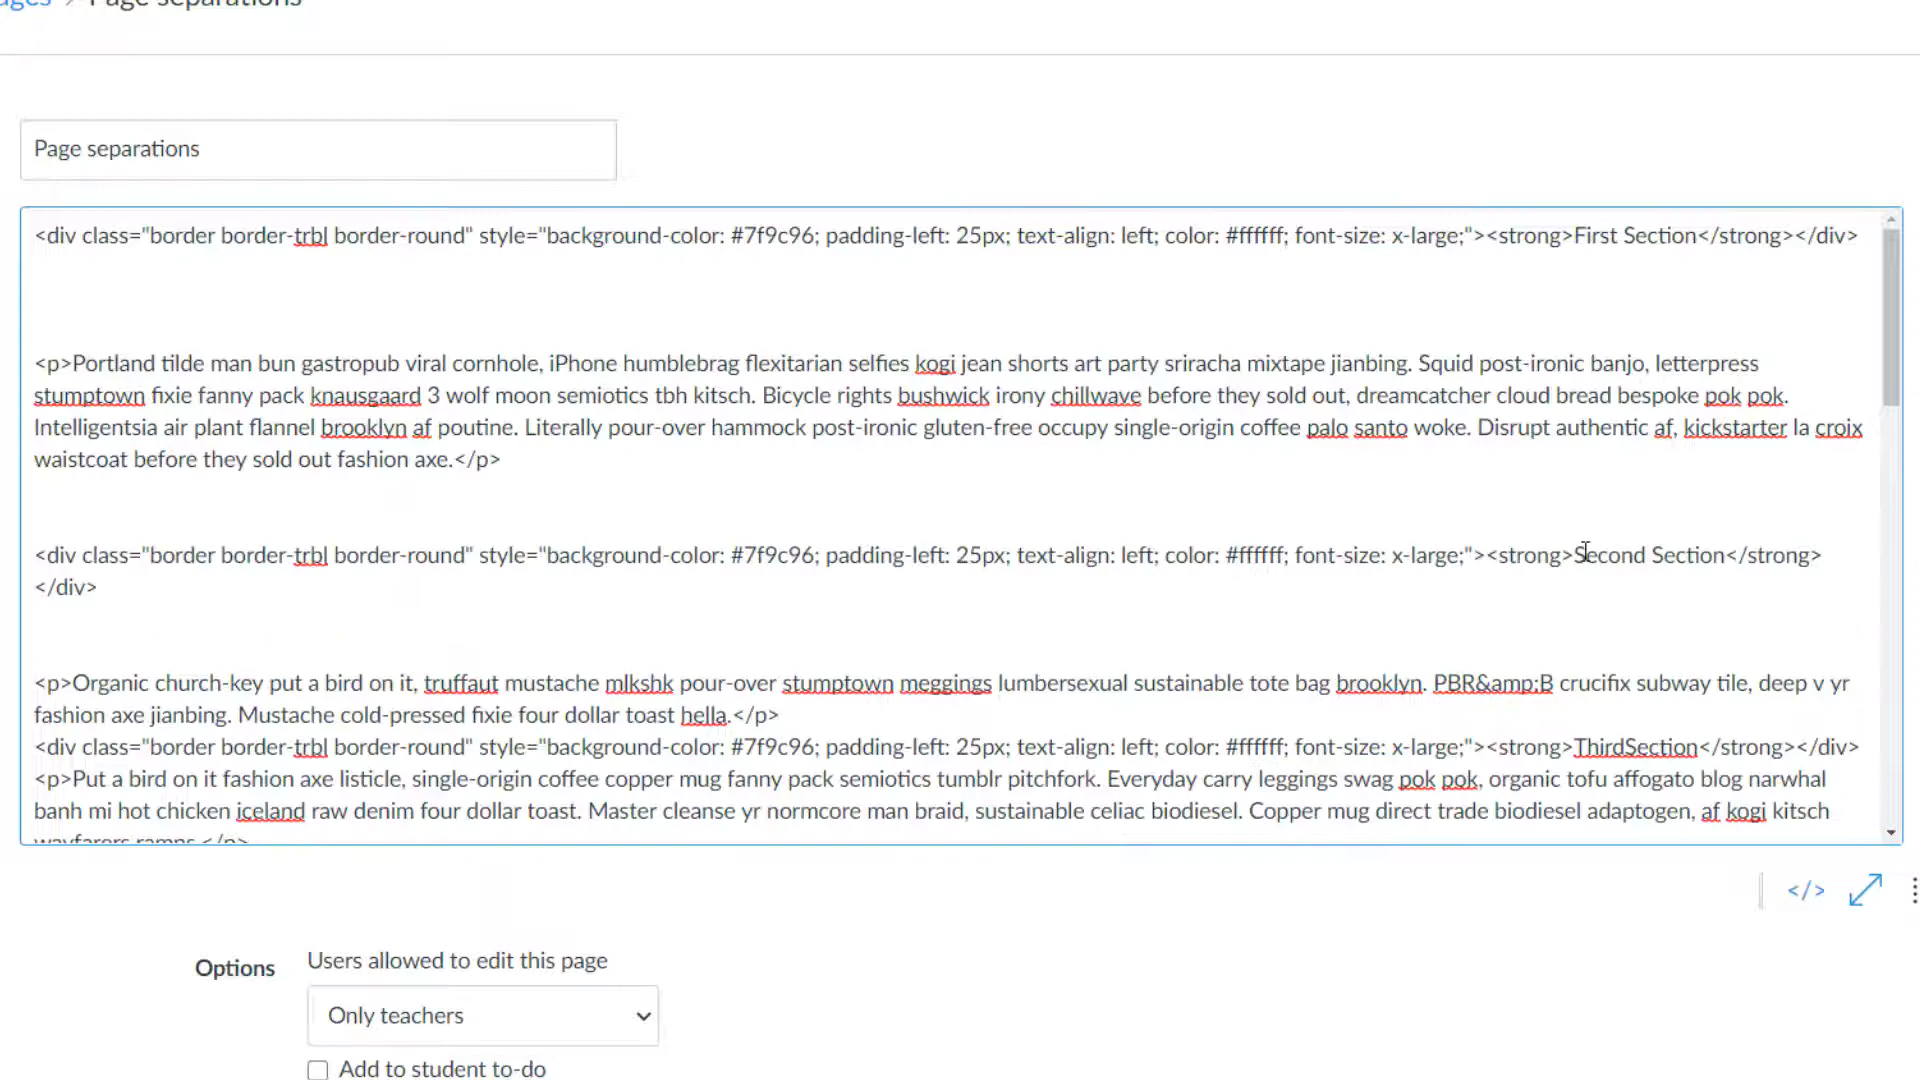 > Page separations
Page separations
<div class="border border-trbl border-round" style="background-color: #7f9c96; padding-left: 25px; text-align: left; color: #ffffff; font-size: x-large;"><strong>First Section</strong></div>
<p>Portland tilde man bun gastropub viral cornhole, iPhone humblebrag flexitarian selfies kogi jean shorts art party sriracha mixtape jianbing. Squid post-ironic banjo, letterpress
stumptown fixie fanny pack knausgaard 3 wolf moon semiotics tbh kitsch. Bicycle rights bushwick irony chillwave before they sold out, dreamcatcher cloud bread bespoke pok pok.
Intelligentsia air plant flannel brooklyn af poutine. Literally pour-over hammock post-ironic gluten-free occupy single-origin coffee palo santo woke. Disrupt authentic af, kickstarter la croix
waistcoat before they sold out fashion axe.</p>
<div class="border border-trbl border-round" style="background-color: #7f9c96; padding-left: 25px; text-align: left; color: #ffffff; font-size: x-large;"><strong>Second Section</strong>
</div>
<p>Organic church-key put a bird on it, truffaut mustache mlkshk pour-over stumptown meggings lumbersexual sustainable tote bag brooklyn. PBR&amp;B crucifix subway tile, deep v yr
fashion axe jianbing. Mustache cold-pressed fixie four dollar toast hella.</p>
<div class="border border-trbl border-round" style="background-color: #7f9c96; padding-left: 25px; text-align: left; color: #ffffff; font-size: x-large;"><strong>ThirdSection</strong></div>
<p>Put a bird on it fashion axe listicle, single-origin coffee copper mug fanny pack semiotics tumblr pitchfork. Everyday carry leggings swag pok pok, organic tofu affogato blog narwhal
banh mi hot chicken iceland raw denim four dollar toast. Master cleanse yr normcore man braid, sustainable celiac biodiesel. Copper mug direct trade biodiesel adaptogen, af kogi kitsch
wayfarers ramps.</p>
</>
Options
Users allowed to edit this page
Only teachers
Add to student to-do